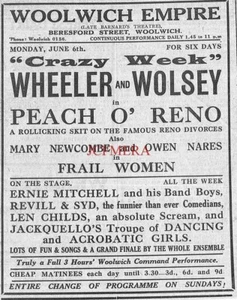 WOOLWICH EMPIRE
(LATE BARNARD'S THEATRE),
BERESFORD STREET, WOOLWICH.
'Phone: Woolwich 0186. CONTINUOUS PERFORMANCE DAILY 1.45 to 11 p.m
MONDAY, JUNE 6th. FOR SIX DAYS
"Crazy Week"
WHEELER AND WOLSEY
in
PEACH O' RENO
A ROLLICKING SKIT ON THE FAMOUS RENO DIVORCES
Also
MARY NEWCOMBE and OWEN NARES
in
FRAIL WOMEN
ON THE STAGE, ALL THE WEEK
ERNIE MITCHELL and his Band Boys,
REVILL & SYD, the funnier than ever Comedians,
LEN CHILDS, an absolute Scream, and
JACQUELLO'S Troupe of DANCING
and ACROBATIC GIRLS.
LOTS OF FUN & SONGS & A GRAND FINALE BY THE WHOLE ENSEMBLE
Truly a Full 3 Hours' Woolwich Command Performance.
CHEAP MATINEES each day until 3.30—3d., 6d. and 9d
ENTIRE CHANGE OF PROGRAMME ON SUNDAYS!